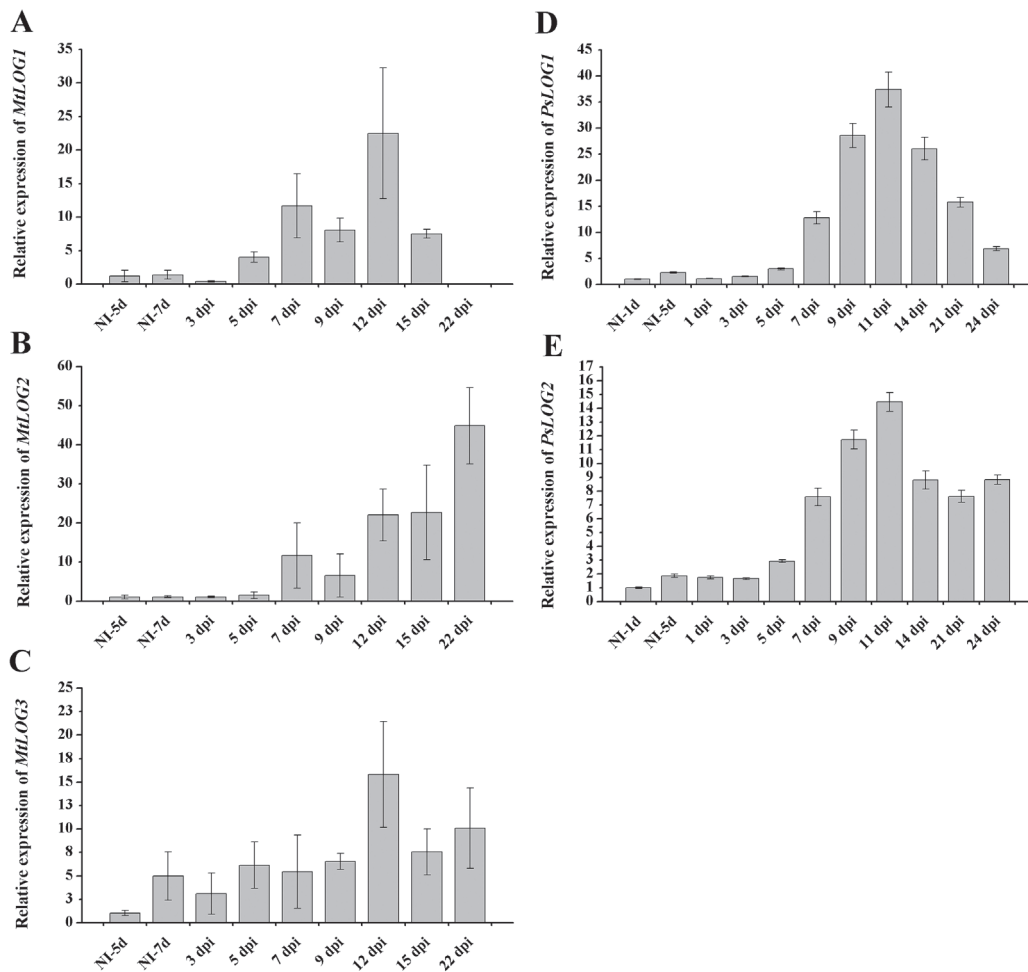 A
Relative expression of MtLOG1
35
30
25
20
15
10
5
0
NI-5d
NI-7d
3 dpi
5 dpi
7 dpi
9 dpi
12 dpi
15 dpi
22 dpi
B
Relative expression of MtLOG2
60
50
40
30
20
10
0
NI-5d
NI-7d
3 dpi
5 dpi
7 dpi
9 dpi
12 dpi
15 dpi
22 dpi
C
Relative expression of MtLOG3
25
23
20
18
15
13
10
8
5
3
0
NI-5d
NI-7d
3 dpi
5 dpi
7 dpi
9 dpi
12 dpi
15 dpi
22 dpi
D
Relative expression of PsLOG1
45
40
35
30
25
20
15
10
5
0
NI-1d
NI-5d
1 dpi
3 dpi
5 dpi
7 dpi
9 dpi
11 dpi
14 dpi
21 dpi
24 dpi
E
Relative expression of PsLOG2
17
15
14
13
12
11
10
9
8
7
6
5
4
3
2
1
0
NI-1d
NI-5d
1 dpi
3 dpi
5 dpi
7 dpi
9 dpi
11 dpi
14 dpi
21 dpi
24 dpi